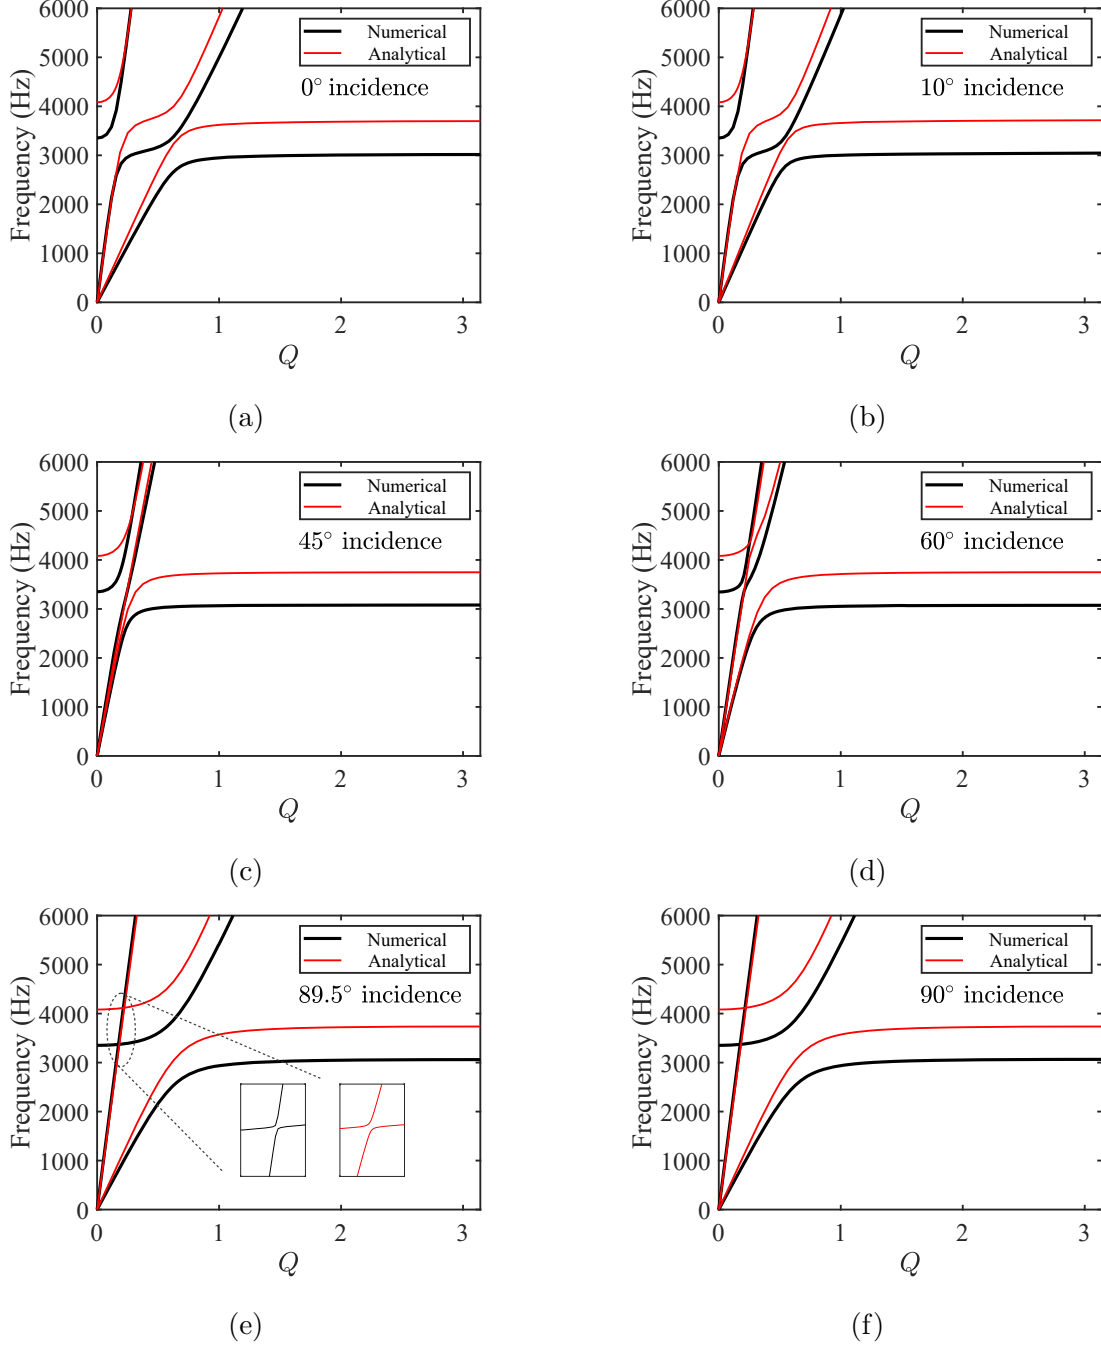 6000
5000
4000
3000
2000
1000
0
0 1 2 3
Frequency (Hz)
Q
Numerical
Analytical
0° incidence
(a)
6000
5000
4000
3000
2000
1000
0
0 1 2 3
Frequency (Hz)
Q
Numerical
Analytical
10° incidence
(b)
6000
5000
4000
3000
2000
1000
0
0 1 2 3
Frequency (Hz)
Q
Numerical
Analytical
45° incidence
(c)
6000
5000
4000
3000
2000
1000
0
0 1 2 3
Frequency (Hz)
Q
Numerical
Analytical
60° incidence
(d)
6000
5000
4000
3000
2000
1000
0
0 1 2 3
Frequency (Hz)
Q
Numerical
Analytical
89.5° incidence
(e)
6000
5000
4000
3000
2000
1000
0
0 1 2 3
Frequency (Hz)
Q
Numerical
Analytical
90° incidence
(f)